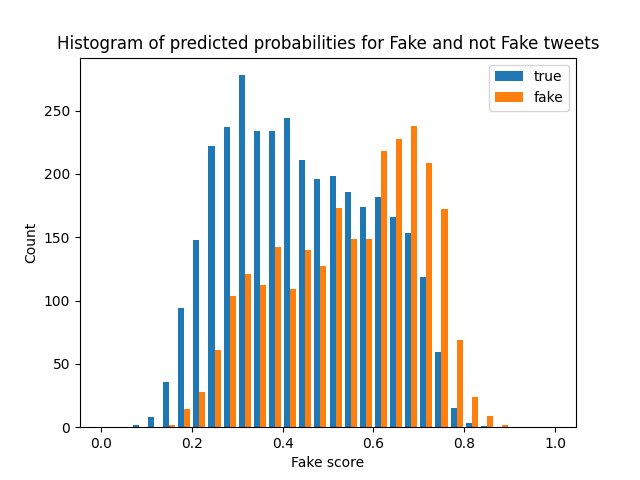 Histogram of predicted probabilities for Fake and not Fake tweets
true
fake
Count
250
200
150
100
50
0
0.0 0.2 0.4 0.6 0.8 1.0
Fake score